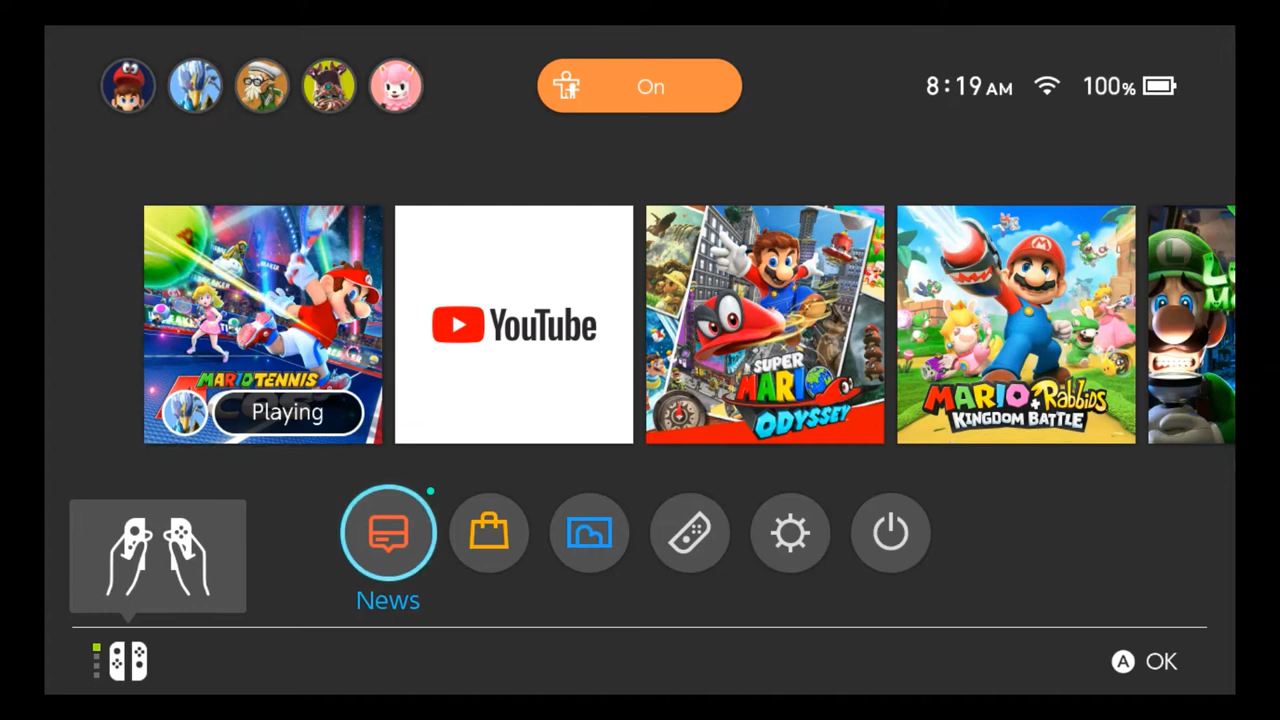 On
8:19 AM
100%
MARIO TENNIS
Playing
YouTube
SUPER
MARIO
ODYSSEY
MARIO + Rabbids
KINGDOM BATTLE
News
A OK